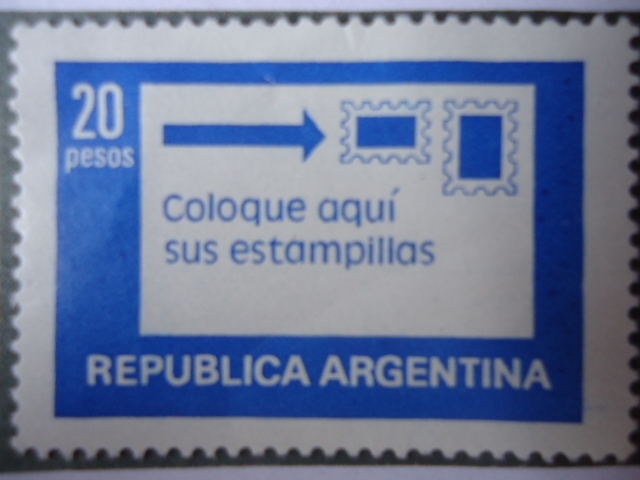 20
pesos
Coloque aquí
sus estampillas
REPUBLICA ARGENTINA